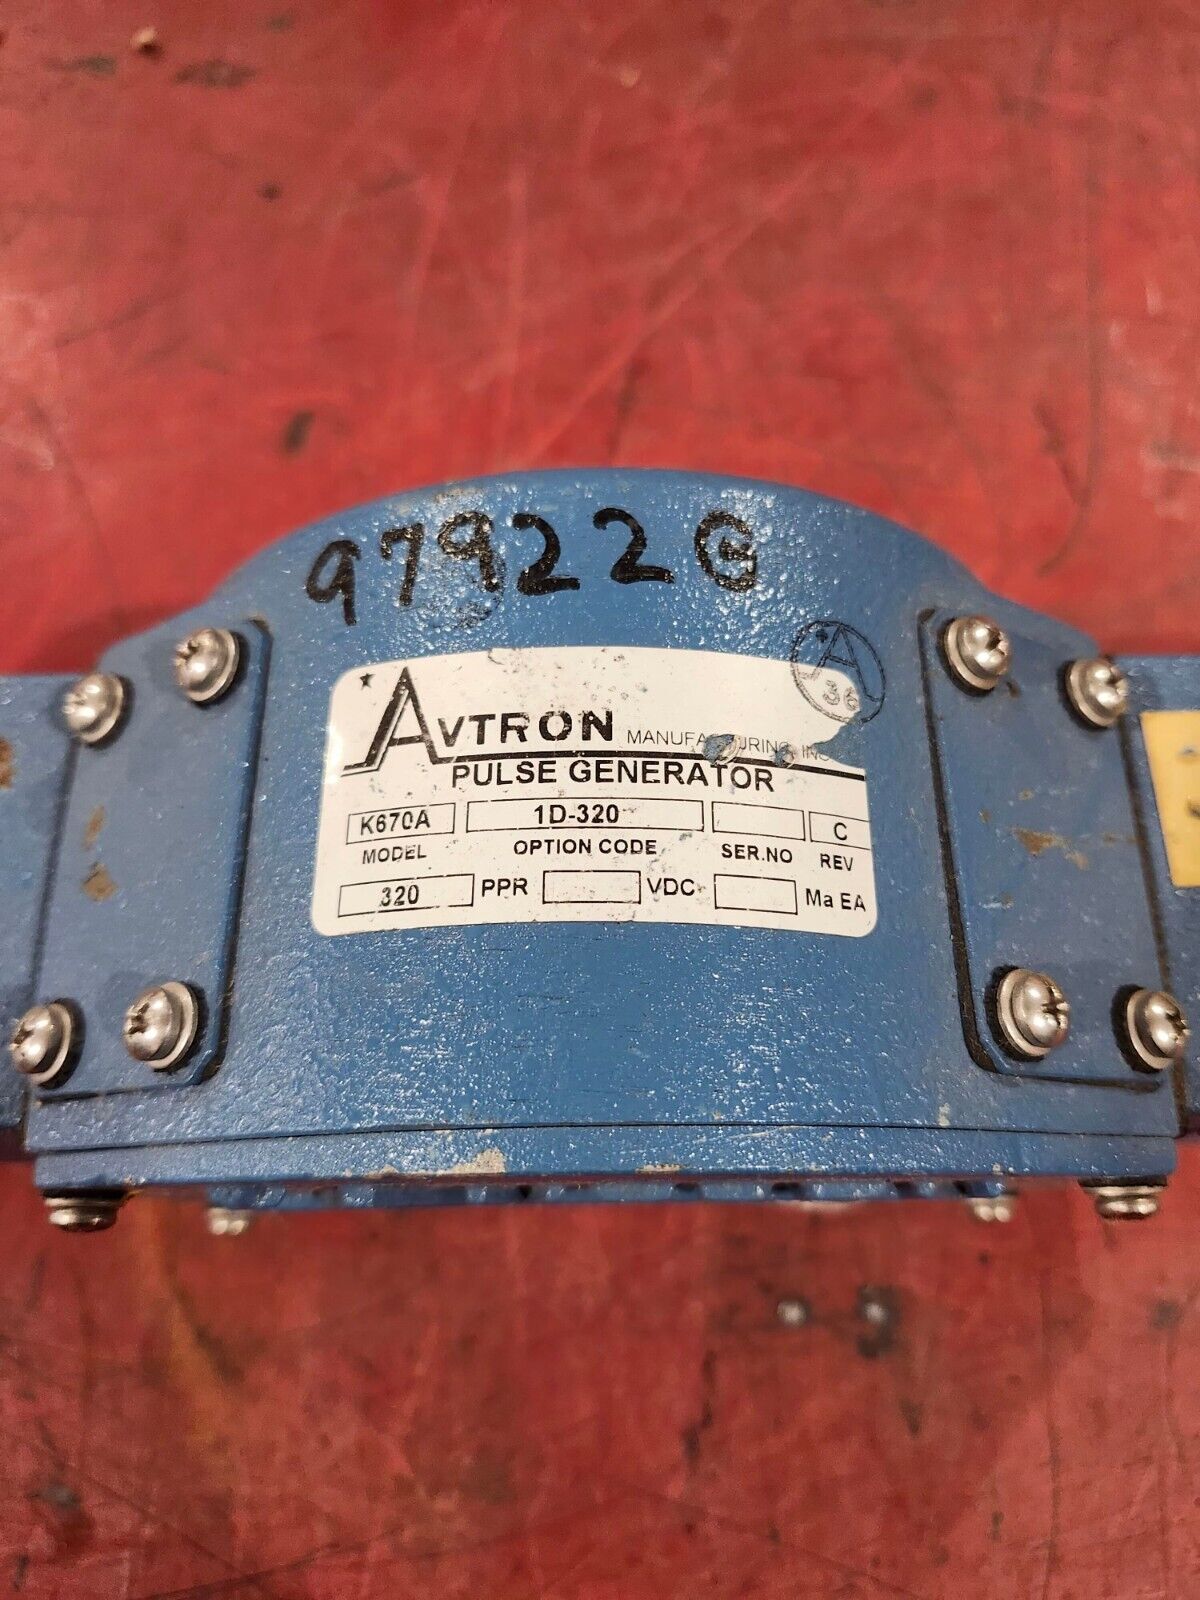 97922G
A
36
AVTRON MANUFACTURING, INC
PULSE GENERATOR
K670A 1D-320 C
MODEL OPTION CODE SER.NO REV
320 PPR VDC Ma EA